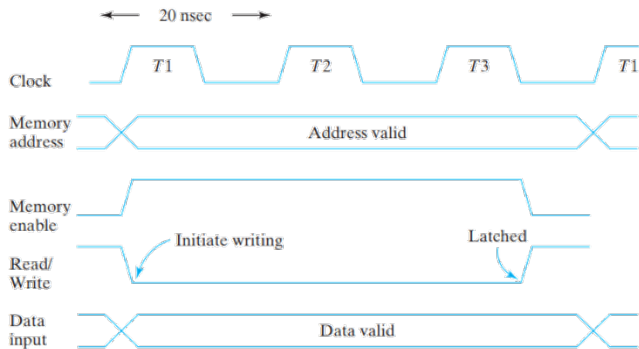 20 nsec
Clock
T1
T2
T3
T1
Memory
address
Address valid
Memory
enable
Initiate writing
Latched
Read/
Write
Data
input
Data valid